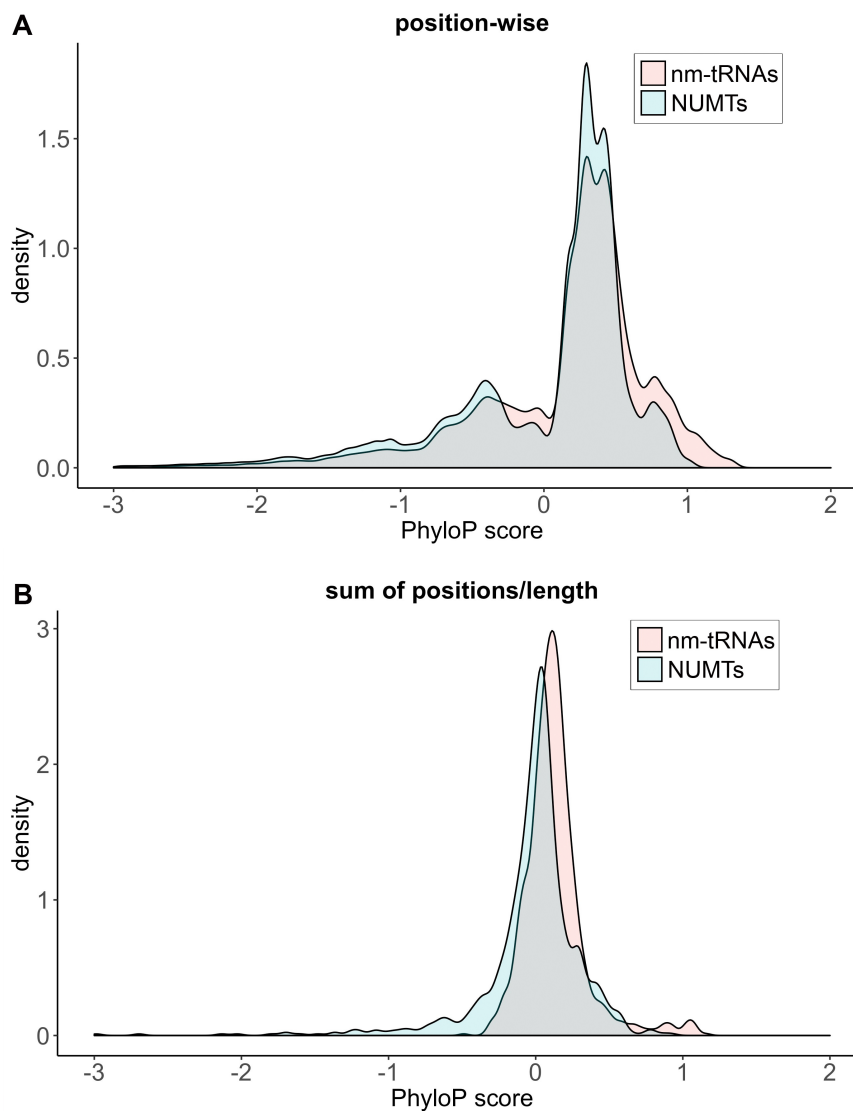 A
position-wise
nm-tRNAs
NUMTs
1.5
1.0
0.5
0.0
density
-3 -2 -1 0 1 2
PhyloP score
B
sum of positions/length
nm-tRNAs
NUMTs
3
2
1
0
density
-3 -2 -1 0 1 2
PhyloP score